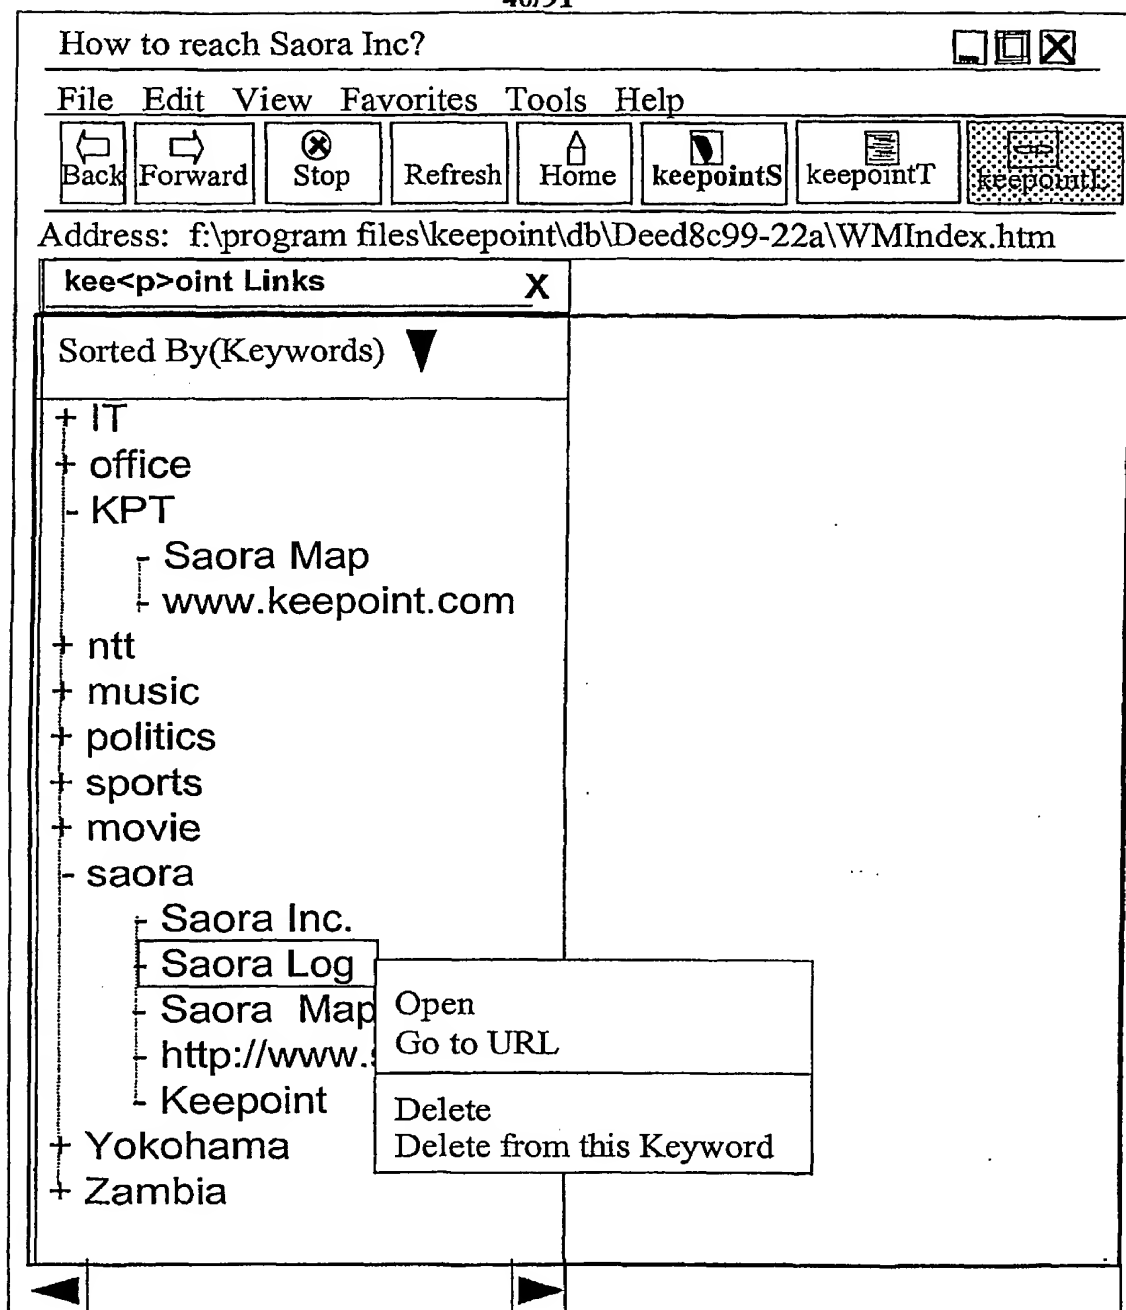 How to reach Saora Inc?
File Edit View Favorites Tools Help
Back Forward Stop Refresh Home keepointS keepointT keepointL
Address: f:\program files\keepoint\db\Deed8c99-22a\WMIndex.htm
kee<p>oint Links X
Sorted By(Keywords)
+ IT
+ office
- KPT
- Saora Map
- www.keepoint.com
+ ntt
+ music
+ politics
+ sports
+ movie
- saora
- Saora Inc.
- Saora Log
- Saora Map
Open
- http://www.
Go to URL
- Keepoint
Delete
+ Yokohama
Delete from this Keyword
+ Zambia